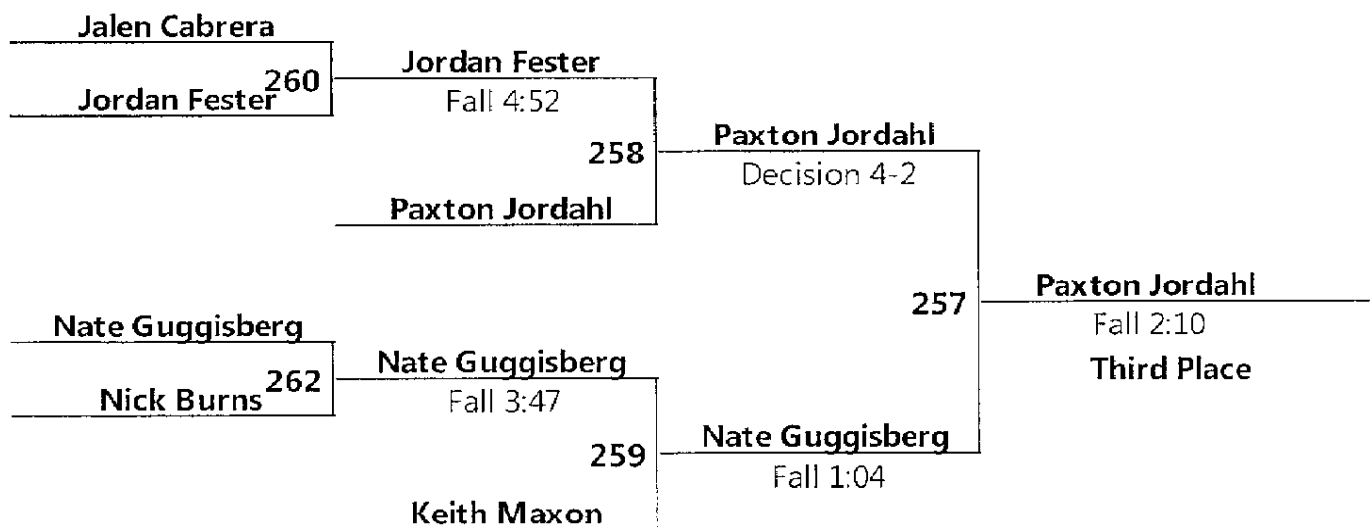 Jalen Cabrera
260
Jordan Fester
Jordan Fester
Fall 4:52
258
Paxton Jordahl
Paxton Jordahl
Decision 4-2
257
Paxton Jordahl
Fall 2:10
Third Place
Nate Guggisberg
262
Nick Burns
Nate Guggisberg
Fall 3:47
259
Keith Maxon
Nate Guggisberg
Fall 1:04